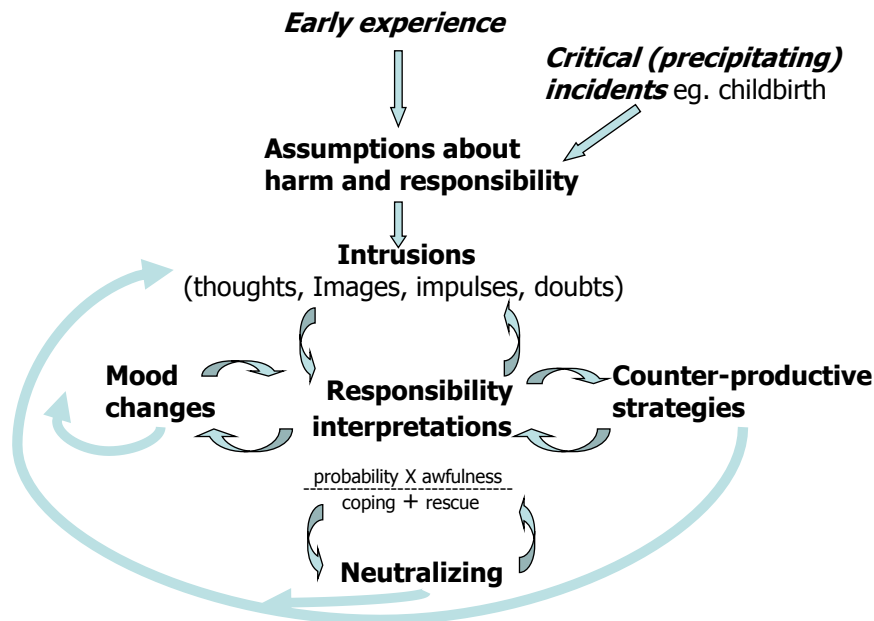 Early experience
Critical (precipitating)
incidents eg. childbirth
Assumptions about
harm and responsibility
Intrusions
(thoughts, Images, impulses, doubts)
Mood
changes
Responsibility
interpretations
Counter-productive
strategies
probability X awfulness
coping + rescue
Neutralizing